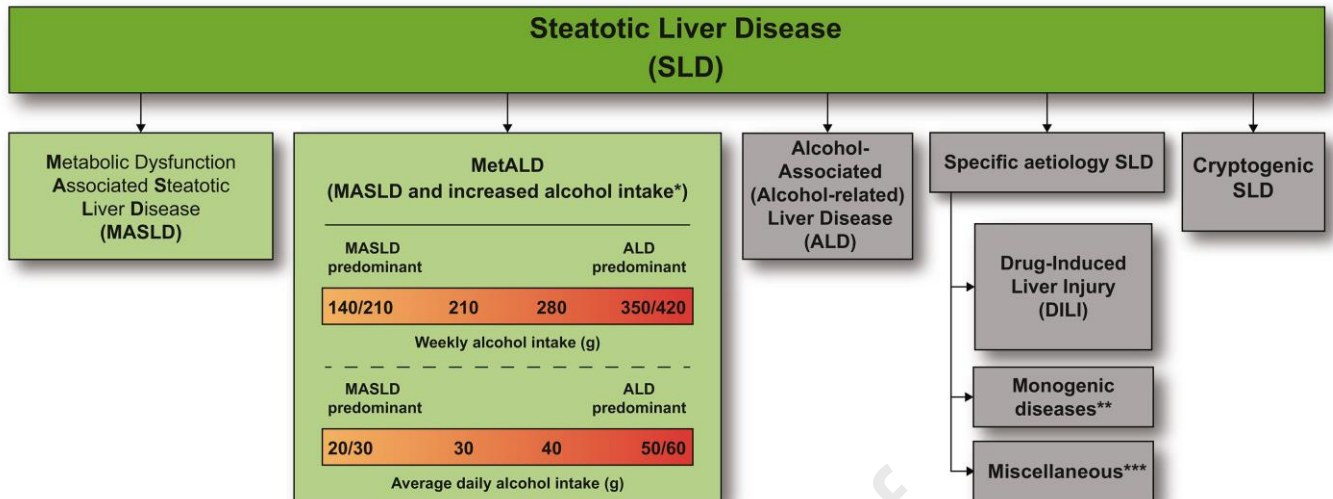 Steatotic Liver Disease
(SLD)
Metabolic Dysfunction
Associated Steatotic
Liver Disease
(MASLD)
MetALD
(MASLD and increased alcohol intake*)
MASLD predominant
ALD predominant
140/210 210 280 350/420
Weekly alcohol intake (g)
MASLD predominant
ALD predominant
20/30 30 40 50/60
Average daily alcohol intake (g)
Alcohol-
Associated
(Alcohol-related)
Liver Disease
(ALD)
Specific aetiology SLD
Drug-Induced
Liver Injury
(DILI)
Monogenic
diseases**
Miscellaneous***
Cryptogenic
SLD